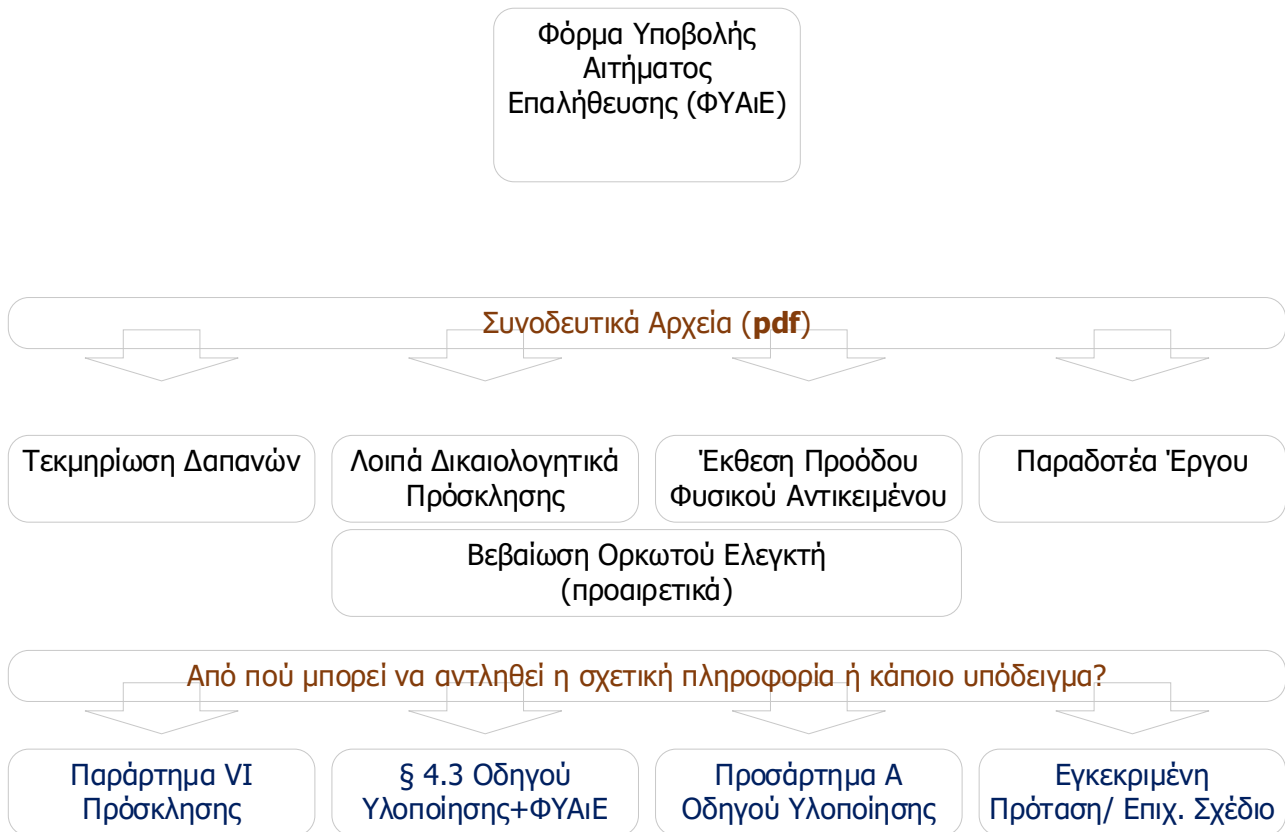 Φόρμα Υποβολής
Αιτήματος
Επαλήθευσης (ΦΥΑιΕ)
Συνοδευτικά Αρχεία (pdf)
Τεκμηρίωση Δαπανών
Λοιπά Δικαιολογητικά
Πρόσκλησης
Έκθεση Προόδου
Φυσικού Αντικειμένου
Παραδοτέα Έργου
Βεβαίωση Ορκωτού Ελεγκτή
(προαιρετικά)
Από πού μπορεί να αντληθεί η σχετική πληροφορία ή κάποιο υπόδειγμα?
Παράρτημα VI
Πρόσκλησης
§ 4.3 Οδηγού
Υλοποίησης+ΦΥΑιΕ
Προσάρτημα Α
Οδηγού Υλοποίησης
Εγκεκριμένη
Πρόταση/ Επιχ. Σχέδιο